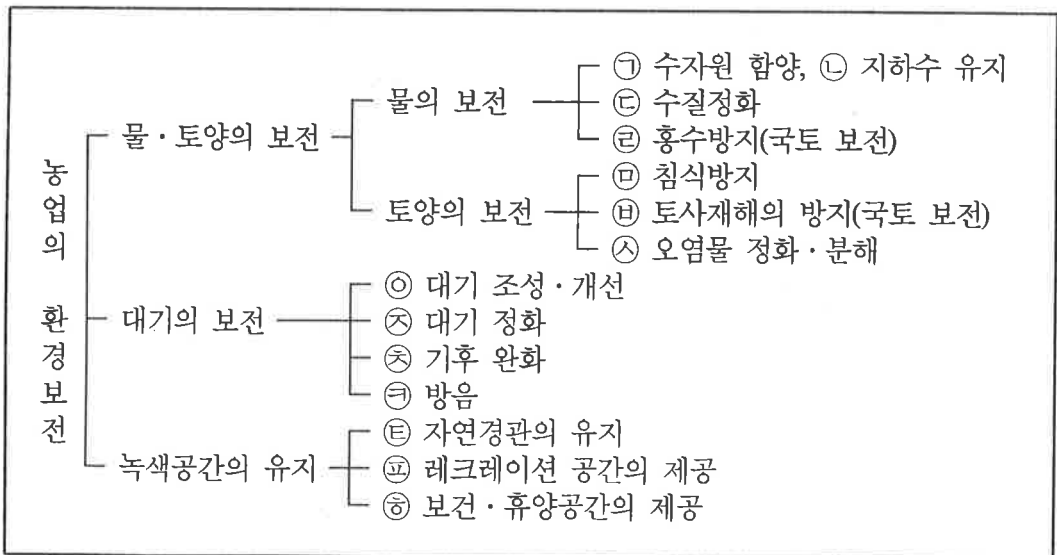 농업의 환경보전
물·토양의 보전
물의 보전
㉠ 수자원 함양, ㉡ 지하수 유지
㉢ 수질정화
㉣ 홍수방지(국토 보전)
토양의 보전
㉤ 침식방지
㉥ 토사재해의 방지(국토 보전)
㉦ 오염물 정화·분해
대기의 보전
㉧ 대기 조성·개선
㉨ 대기 정화
㉩ 기후 완화
㉪ 방음
녹색공간의 유지
㉫ 자연경관의 유지
㉬ 레크레이션 공간의 제공
㉭ 보건·휴양공간의 제공